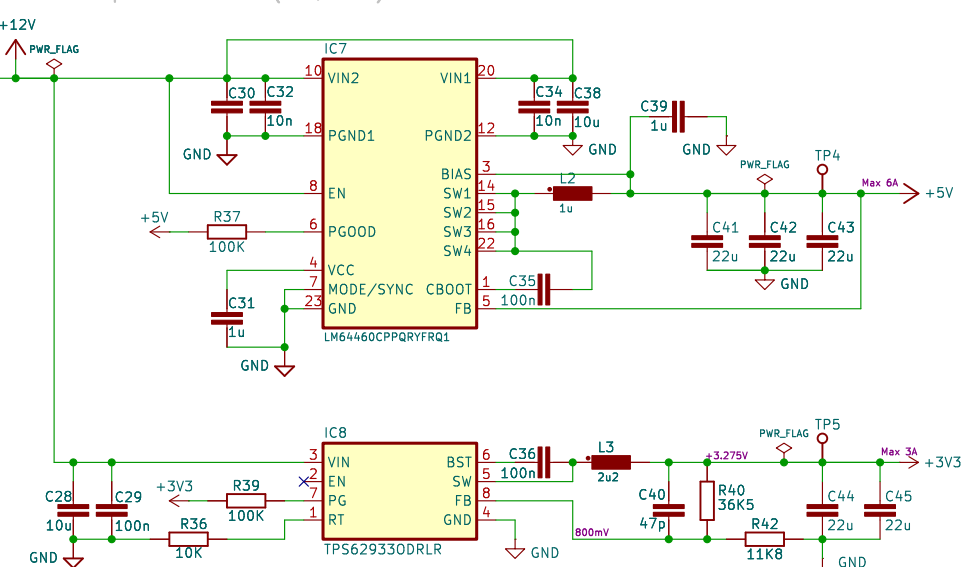 +12V
PWR_FLAG
IC7
10
VIN2
VIN1
20
C30
C32
10n
C34
10n
C38
10u
C39
1u
18
PGND1
PGND2
12
GND
GND
GND
BIAS
3
PWR_FLAG
TP4
8
EN
SW1
14
L2
1u
Max 6A
+5V
SW2
15
+5V
R37
100K
6
PGOOD
SW3
16
SW4
22
C41
22u
C42
22u
C43
22u
4
VCC
7
MODE/SYNC
CBOOT
1
C35
100n
GND
23
GND
FB
5
C31
1u
LM64460CPPQRYFRQ1
GND
IC8
PWR_FLAG
TP5
3
VIN
BST
6
C36
100n
L3
2u2
+3.275V
Max 3A
+3V3
2
EN
SW
5
C28
10u
C29
100n
+3V3
R39
100K
7
PG
FB
8
C40
47p
R40
36K5
C44
22u
C45
22u
R36
10K
1
RT
GND
4
800mV
R42
11K8
TPS62933ODRLR
GND
GND
GND